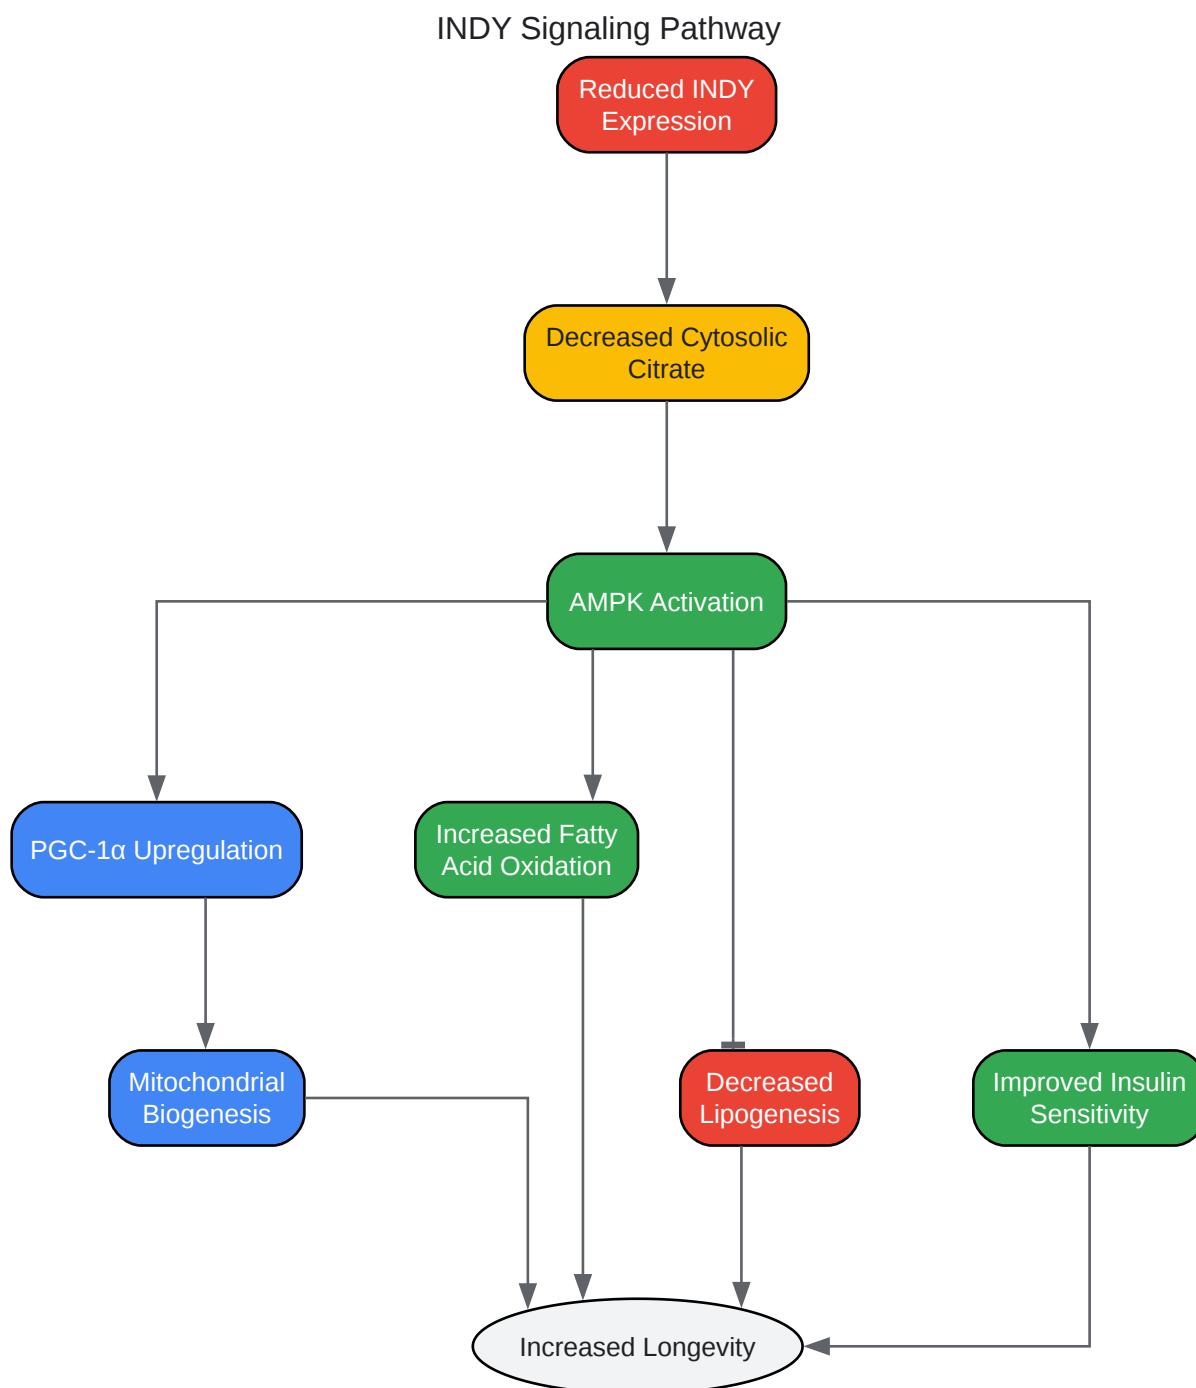 INDY Signaling Pathway
Reduced INDY
Expression
Decreased Cytosolic
Citrate
AMPK Activation
PGC-1α Upregulation
Increased Fatty
Acid Oxidation
Mitochondrial
Biogenesis
Decreased
Lipogenesis
Improved Insulin
Sensitivity
Increased Longevity